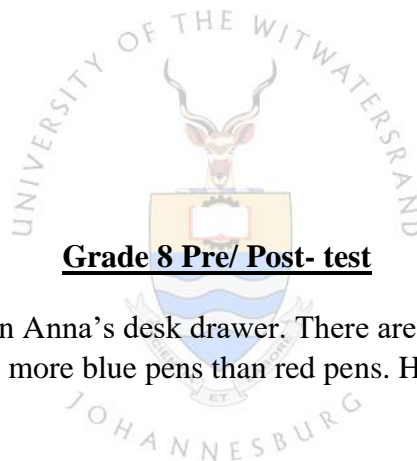 UNIVERSITY OF THE WITWATERSRAND
Grade 8 Pre/ Post- test
n Anna’s desk drawer. There are
more blue pens than red pens. H
ET
JOHANNESBURG